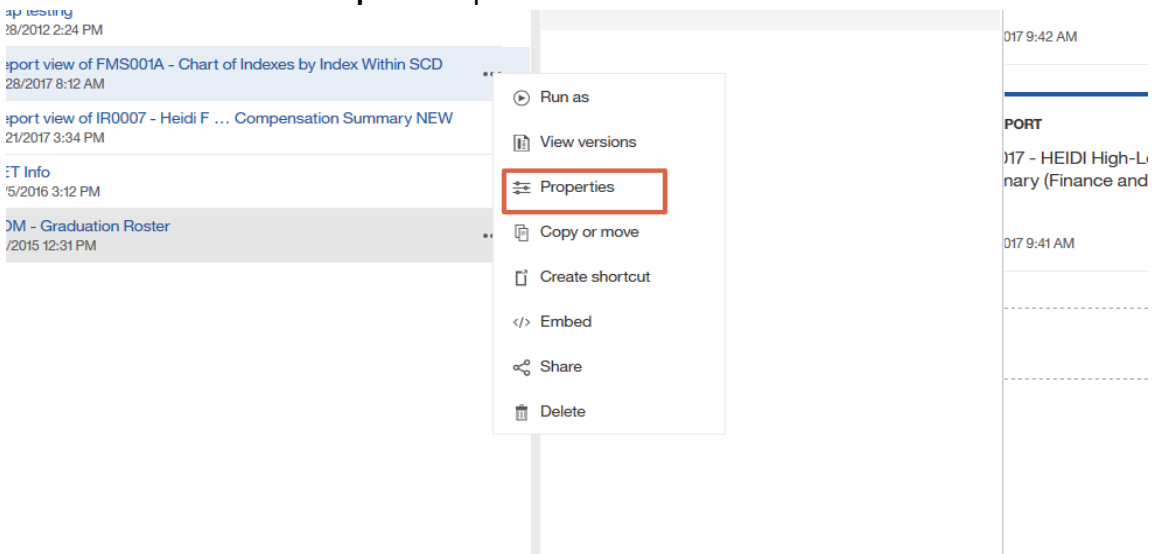 ap testing
28/2012 2:24 PM
eport view of FMS001A - Chart of Indexes by Index Within SCD
28/2017 8:12 AM
eport view of IR0007 - Heidi F … Compensation Summary NEW
21/2017 3:34 PM
ET Info
/5/2016 3:12 PM
OM - Graduation Roster
/2015 12:31 PM
Run as
View versions
Properties
Copy or move
Create shortcut
Embed
Share
Delete
017 9:42 AM
PORT
017 - HEIDI High-L
nary (Finance and
017 9:41 AM